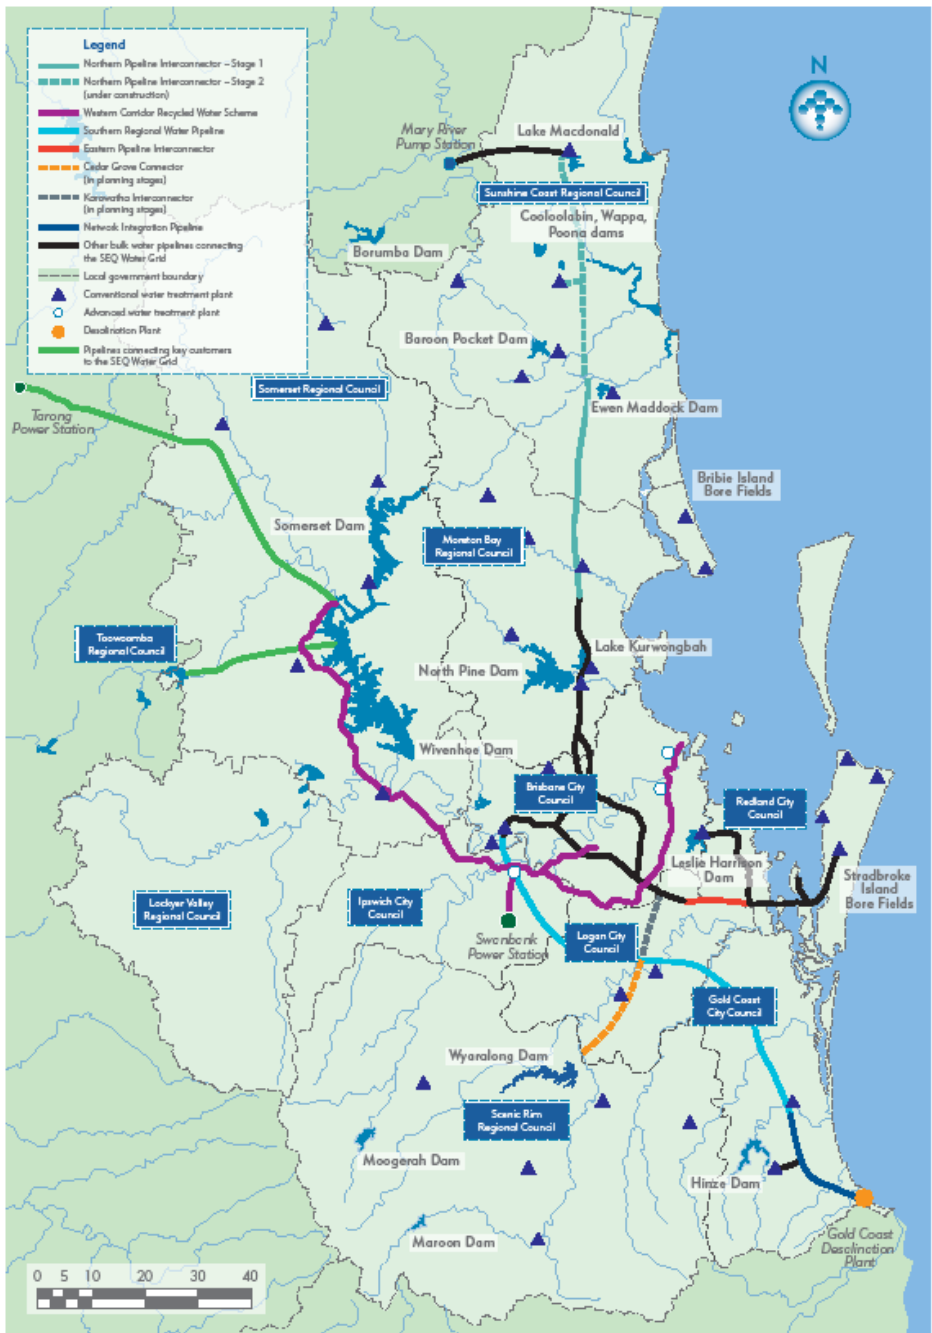 Legend
Northern Pipeline Interconnector – Stage 1
Northern Pipeline Interconnector – Stage 2
(under construction)
Western Corridor Recycled Water Scheme
Southern Regional Water Pipeline
Eastern Pipeline Interconnector
Cedar Grove Connector
(in planning stages)
Karawatha Interconnector
(in planning stages)
Network Integration Pipeline
Other bulk water pipelines connecting
the SEQ Water Grid
Local government boundary
Conventional water treatment plant
Advanced water treatment plant
Desalination Plant
Pipelines connecting key customers
to the SEQ Water Grid
N
Mary River
Pump Station
Lake Macdonald
Sunshine Coast Regional Council
Cooloolabin, Wappa,
Poona dams
Borumba Dam
Baroon Pocket Dam
Somerset Regional Council
Ewen Maddock Dam
Tarong
Power Station
Bribie Island
Bore Fields
Somerset Dam
Moreton Bay
Regional Council
Toowoomba
Regional Council
Lake Kurwongbah
North Pine Dam
Wivenhoe Dam
Brisbane City
Council
Redland City
Council
Leslie Harrison
Dam
Stradbroke
Island
Bore Fields
Lockyer Valley
Regional Council
Ipswich City
Council
Swanbank
Power Station
Logan City
Council
Gold Coast
City Council
Wyaralong Dam
Scenic Rim
Regional Council
Moogerah Dam
Hinze Dam
Maroon Dam
Gold Coast
Desalination
Plant
0 5 10 20 30 40